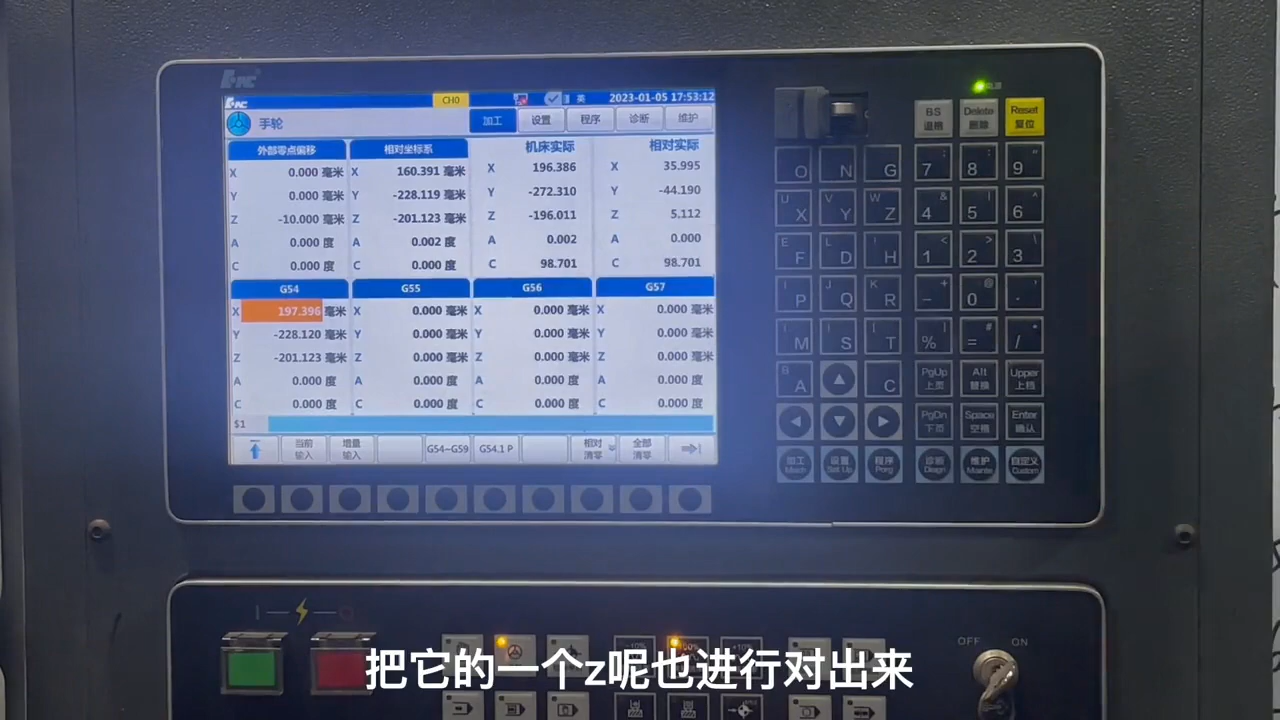 HNC
HNC CH0 英 2023-01-05 17:53:12
手轮 加工 设置 程序 诊断 维护
外部零点偏移 相对坐标系 机床实际 相对实际
X 0.000 毫米 X 160.391 毫米 X 196.386 X 35.995
Y 0.000 毫米 Y -228.119 毫米 Y -272.310 Y -44.190
Z -10.000 毫米 Z -201.123 毫米 Z -196.011 Z 5.112
A 0.000 度 A 0.002 度 A 0.002 A 0.000
C 0.000 度 C 0.000 度 C 98.701 C 98.701
G54 G55 G56 G57
X 197.396 毫米 X 0.000 毫米 X 0.000 毫米 X 0.000 毫米
Y -228.120 毫米 Y 0.000 毫米 Y 0.000 毫米 Y 0.000 毫米
Z -201.123 毫米 Z 0.000 毫米 Z 0.000 毫米 Z 0.000 毫米
A 0.000 度 A 0.000 度 A 0.000 度 A 0.000 度
C 0.000 度 C 0.000 度 C 0.000 度 C 0.000 度
$1
当前输入 增量输入 G54~G59 G54.1 P 相对清零 全部清零
电源
BS 退格 Delete 删除 Reset 复位
O N G 7 : 8 9 "
U X V Y W Z 4 & 5 6 ^
E F L D I H 1 < 2 > 3 \
I P J Q K R - + 0 @ . '
[ M ] S [ T % ! = # / *
B A C PgUp 上页 Alt 替换 Upper 上档
PgDn 下页 Space 空格 Enter 确认
加工 Mach 设置 Set Up 程序 Prog 诊断 Diagn 维护 Mainte 自定义 Custom
OFF ON
把它的一个z呢也进行对出来